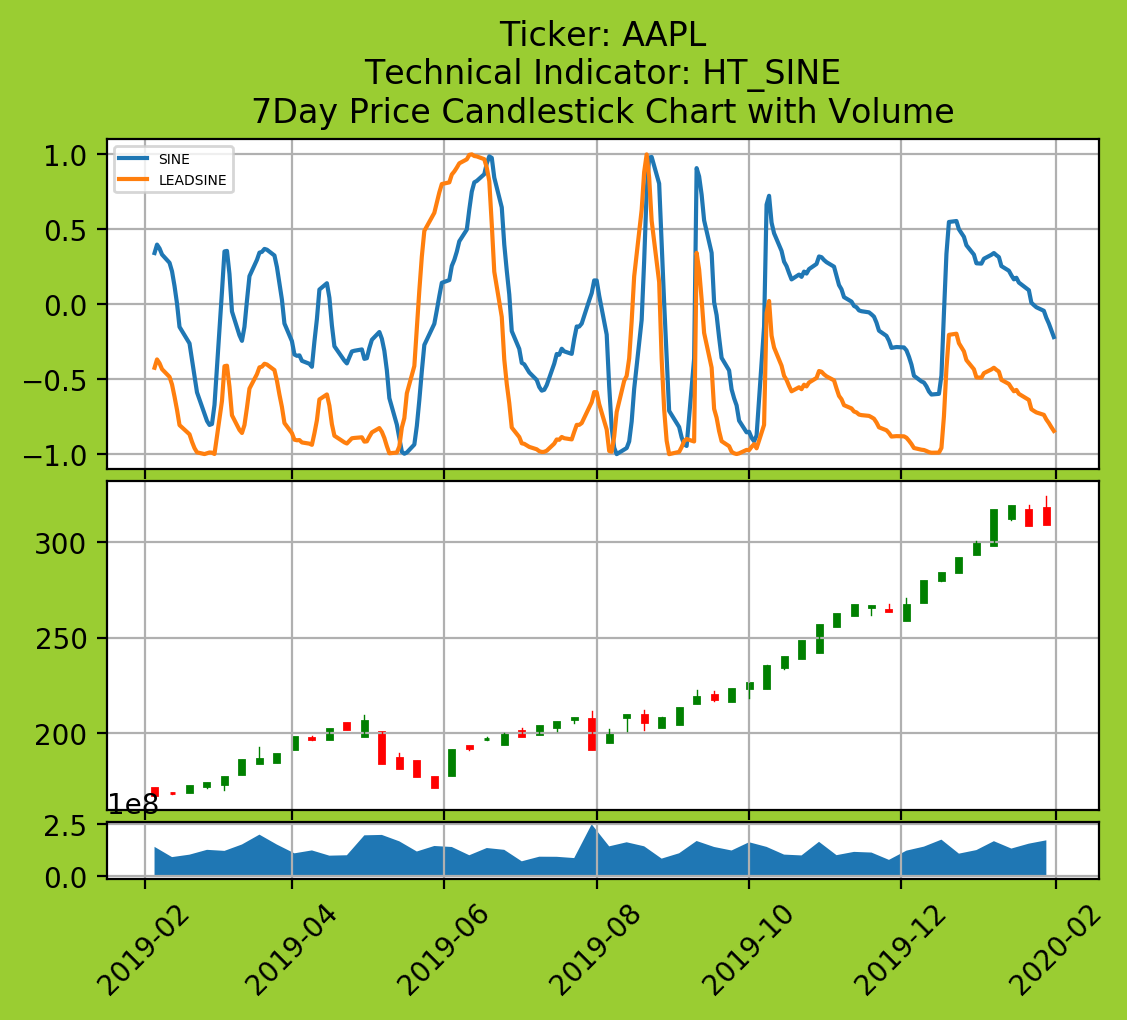 Ticker: AAPL
Technical Indicator: HT_SINE
7Day Price Candlestick Chart with Volume
SINE
LEADSINE
1.0
0.5
0.0
−0.5
−1.0
300
250
200
1e8
2.5
0.0
2019-02
2019-04
2019-06
2019-08
2019-10
2019-12
2020-02